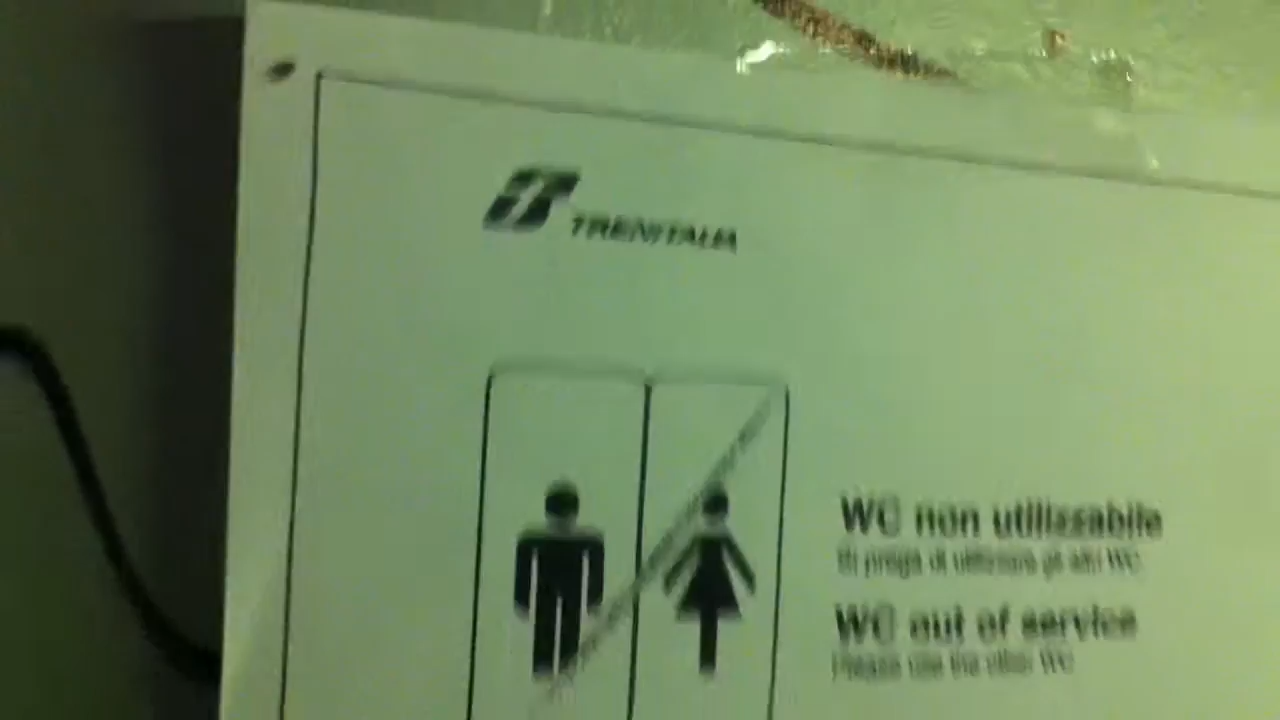 TRENITALIA
WC non utilizzabile
Si prega di utilizzare gli altri WC
WC out of service
Please use the other WC